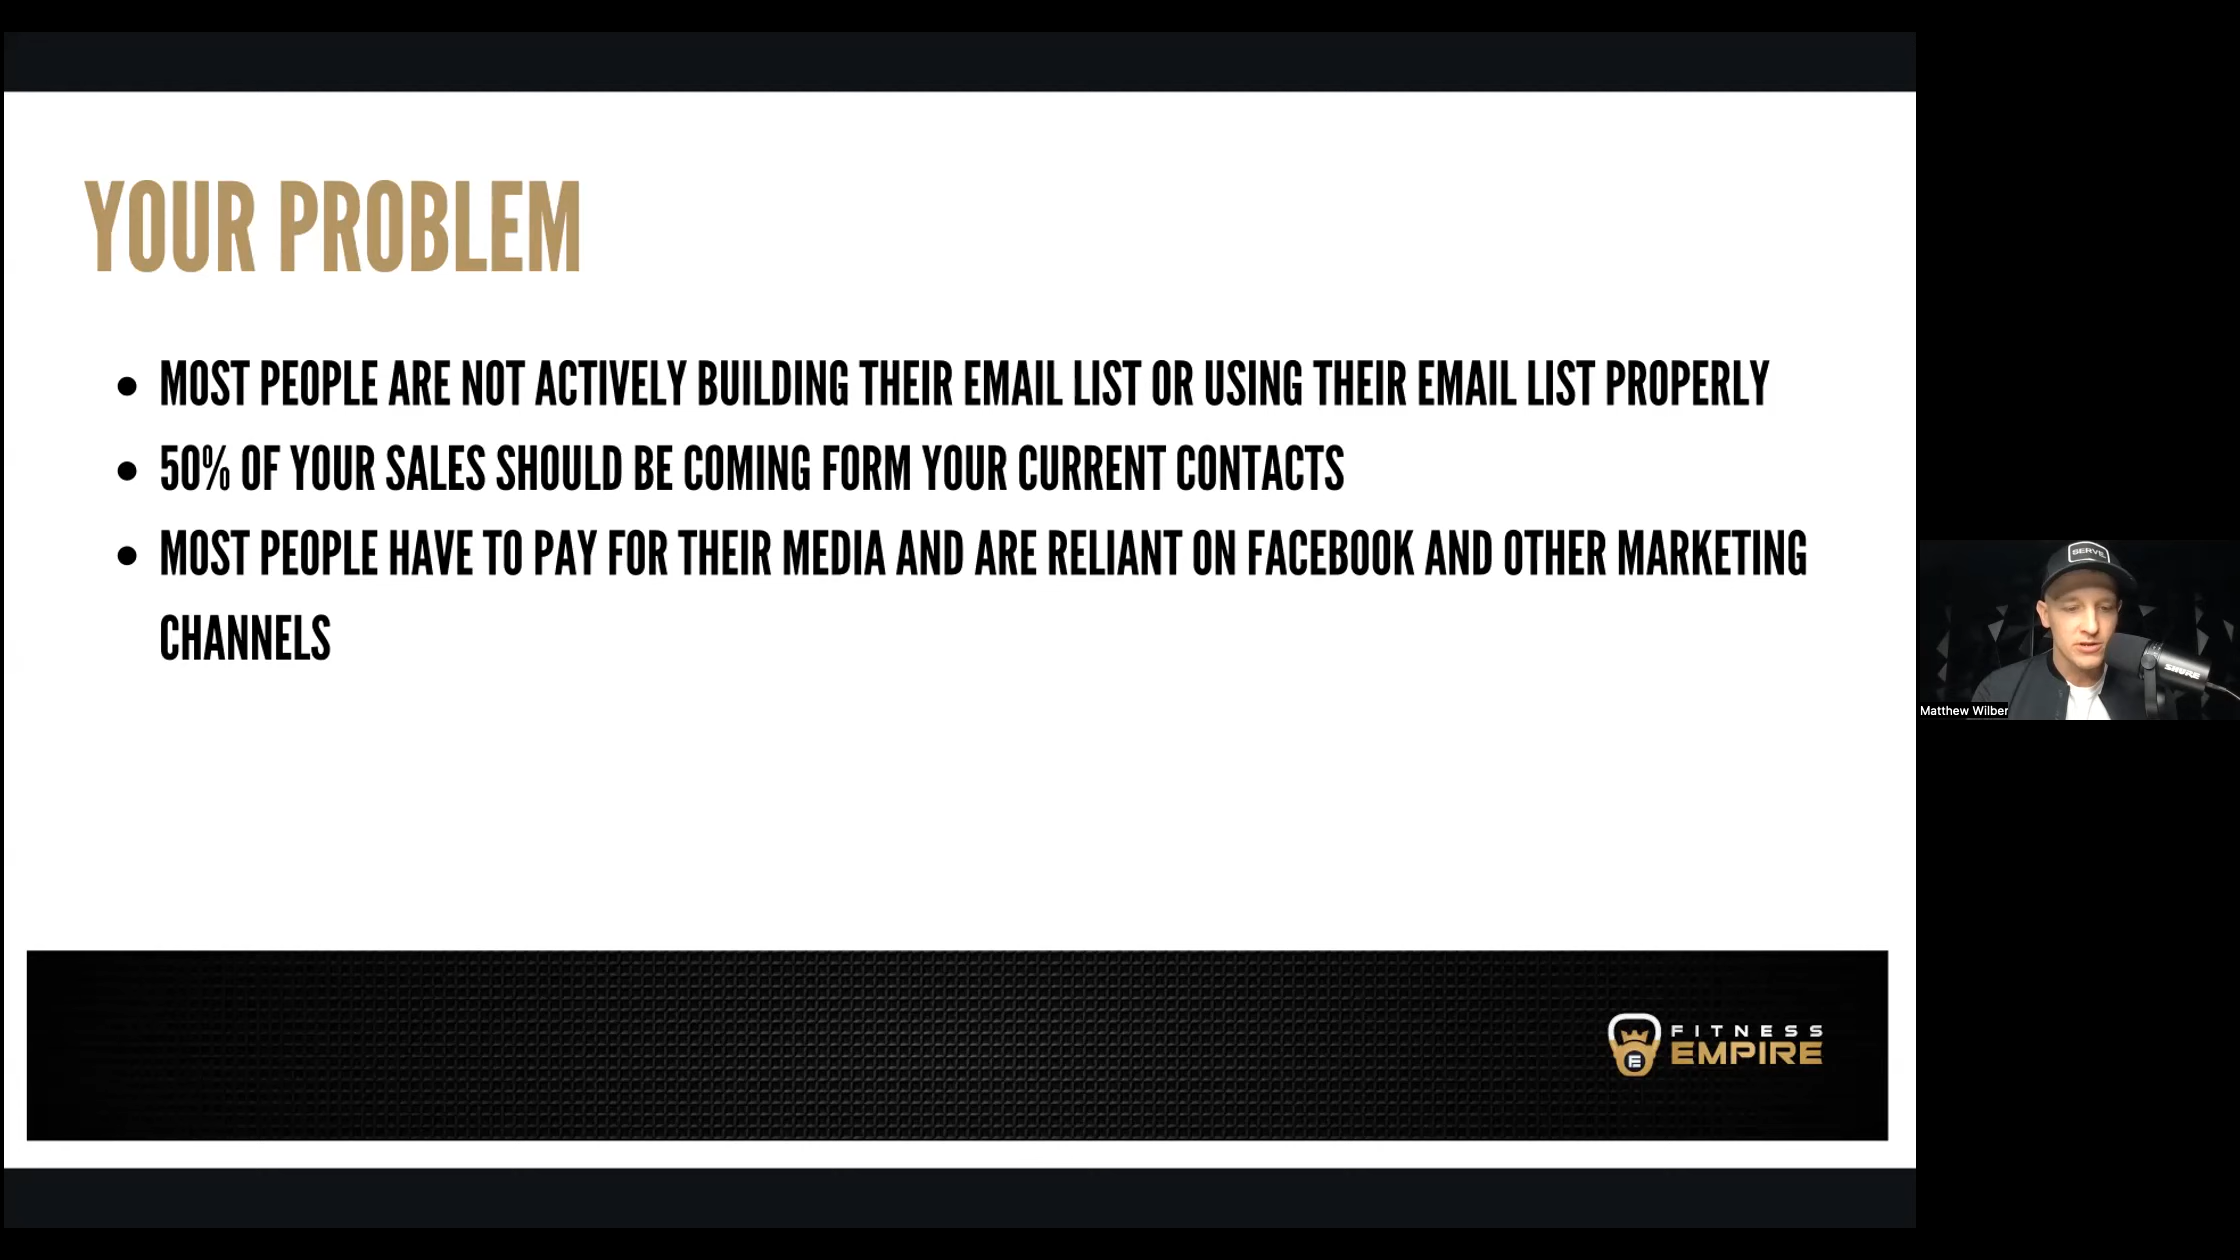 YOUR PROBLEM
MOST PEOPLE ARE NOT ACTIVELY BUILDING THEIR EMAIL LIST OR USING THEIR EMAIL LIST PROPERLY
50% OF YOUR SALES SHOULD BE COMING FORM YOUR CURRENT CONTACTS
MOST PEOPLE HAVE TO PAY FOR THEIR MEDIA AND ARE RELIANT ON FACEBOOK AND OTHER MARKETING
CHANNELS
SERVE
SHURE
Matthew Wilber
E
FITNESS
EMPIRE